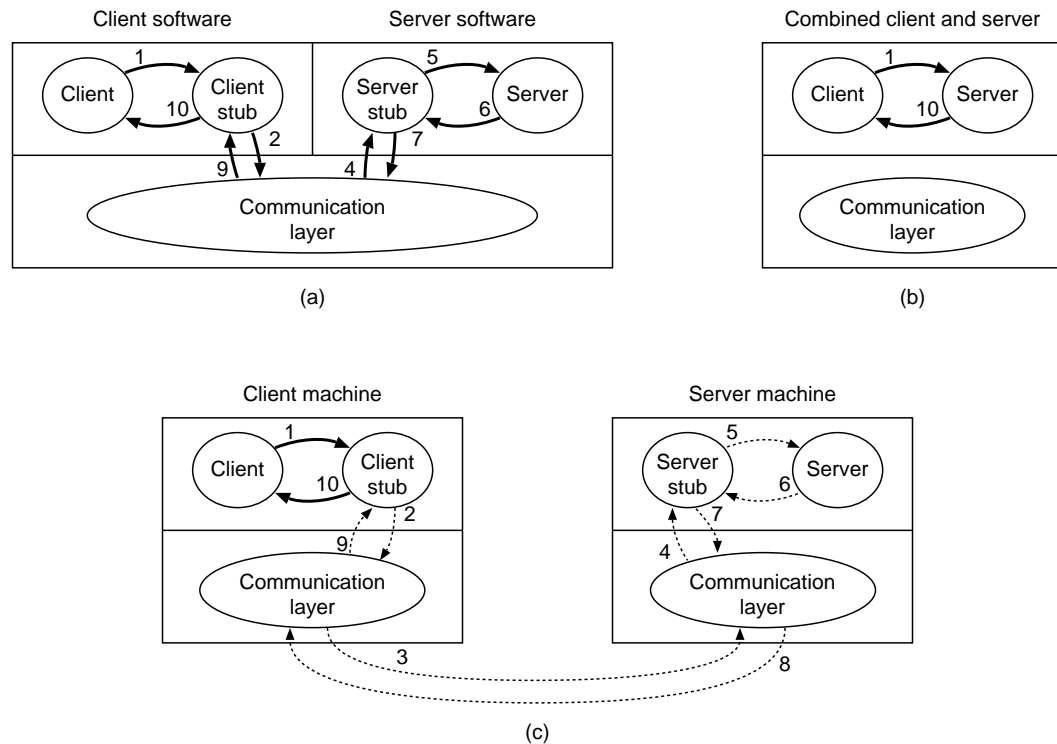 Client software
Server software
Combined client and server
1
5
1
Client
Client
stub
Server
stub
Server
Client
Server
10
6
10
2
7
9
4
Communication
layer
Communication
layer
(a)
(b)
Client machine
Server machine
1
5
Client
Client
stub
Server
stub
Server
10
6
2
7
9
4
Communication
layer
Communication
layer
3
8
(c)